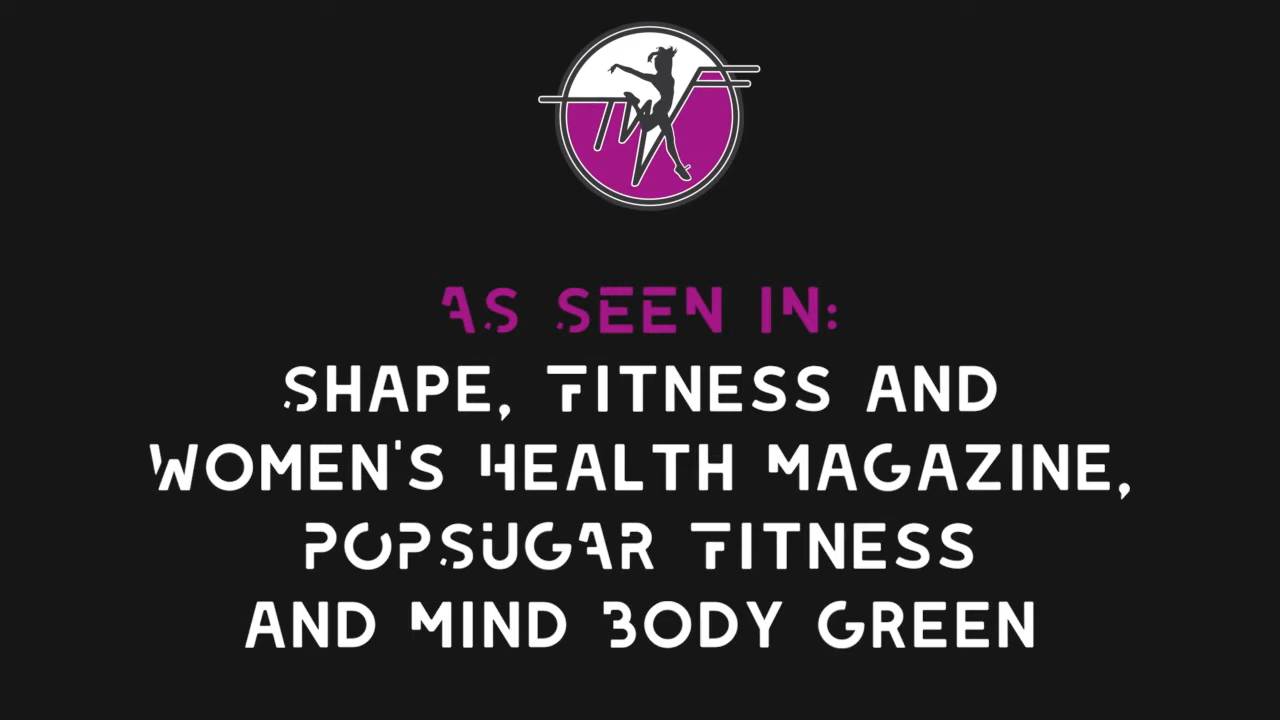 AS SEEN IN:
SHAPE, FITNESS AND
WOMEN'S HEALTH MAGAZINE,
POPSUGAR FITNESS
AND MIND BODY GREEN